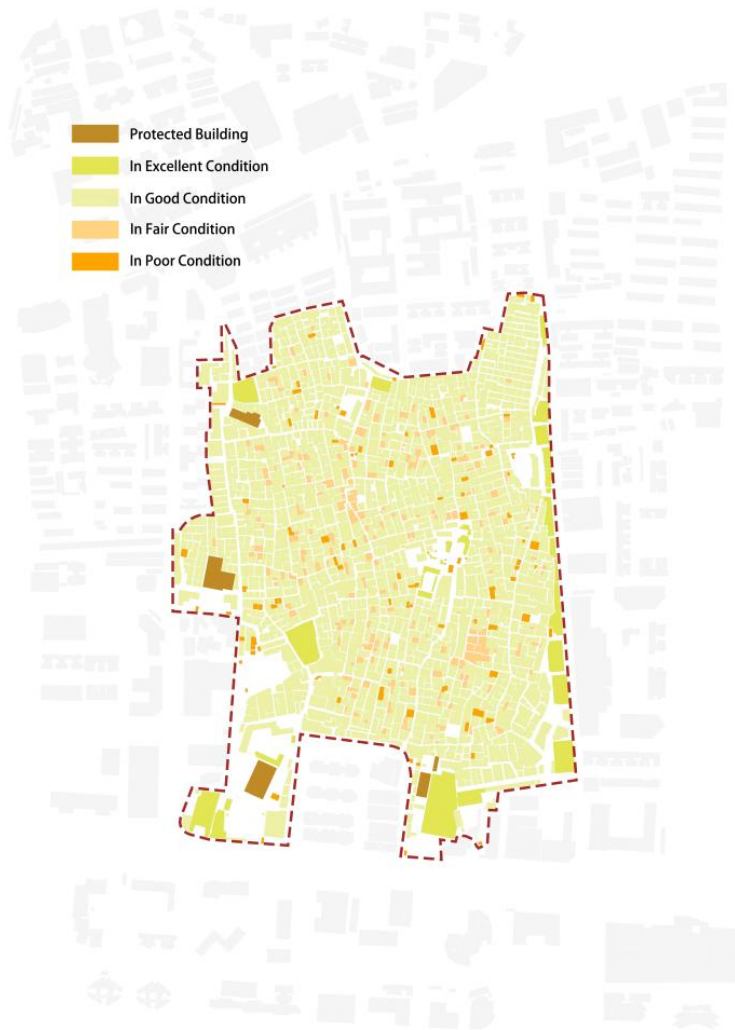 Protected Building
In Excellent Condition
In Good Condition
In Fair Condition
In Poor Condition